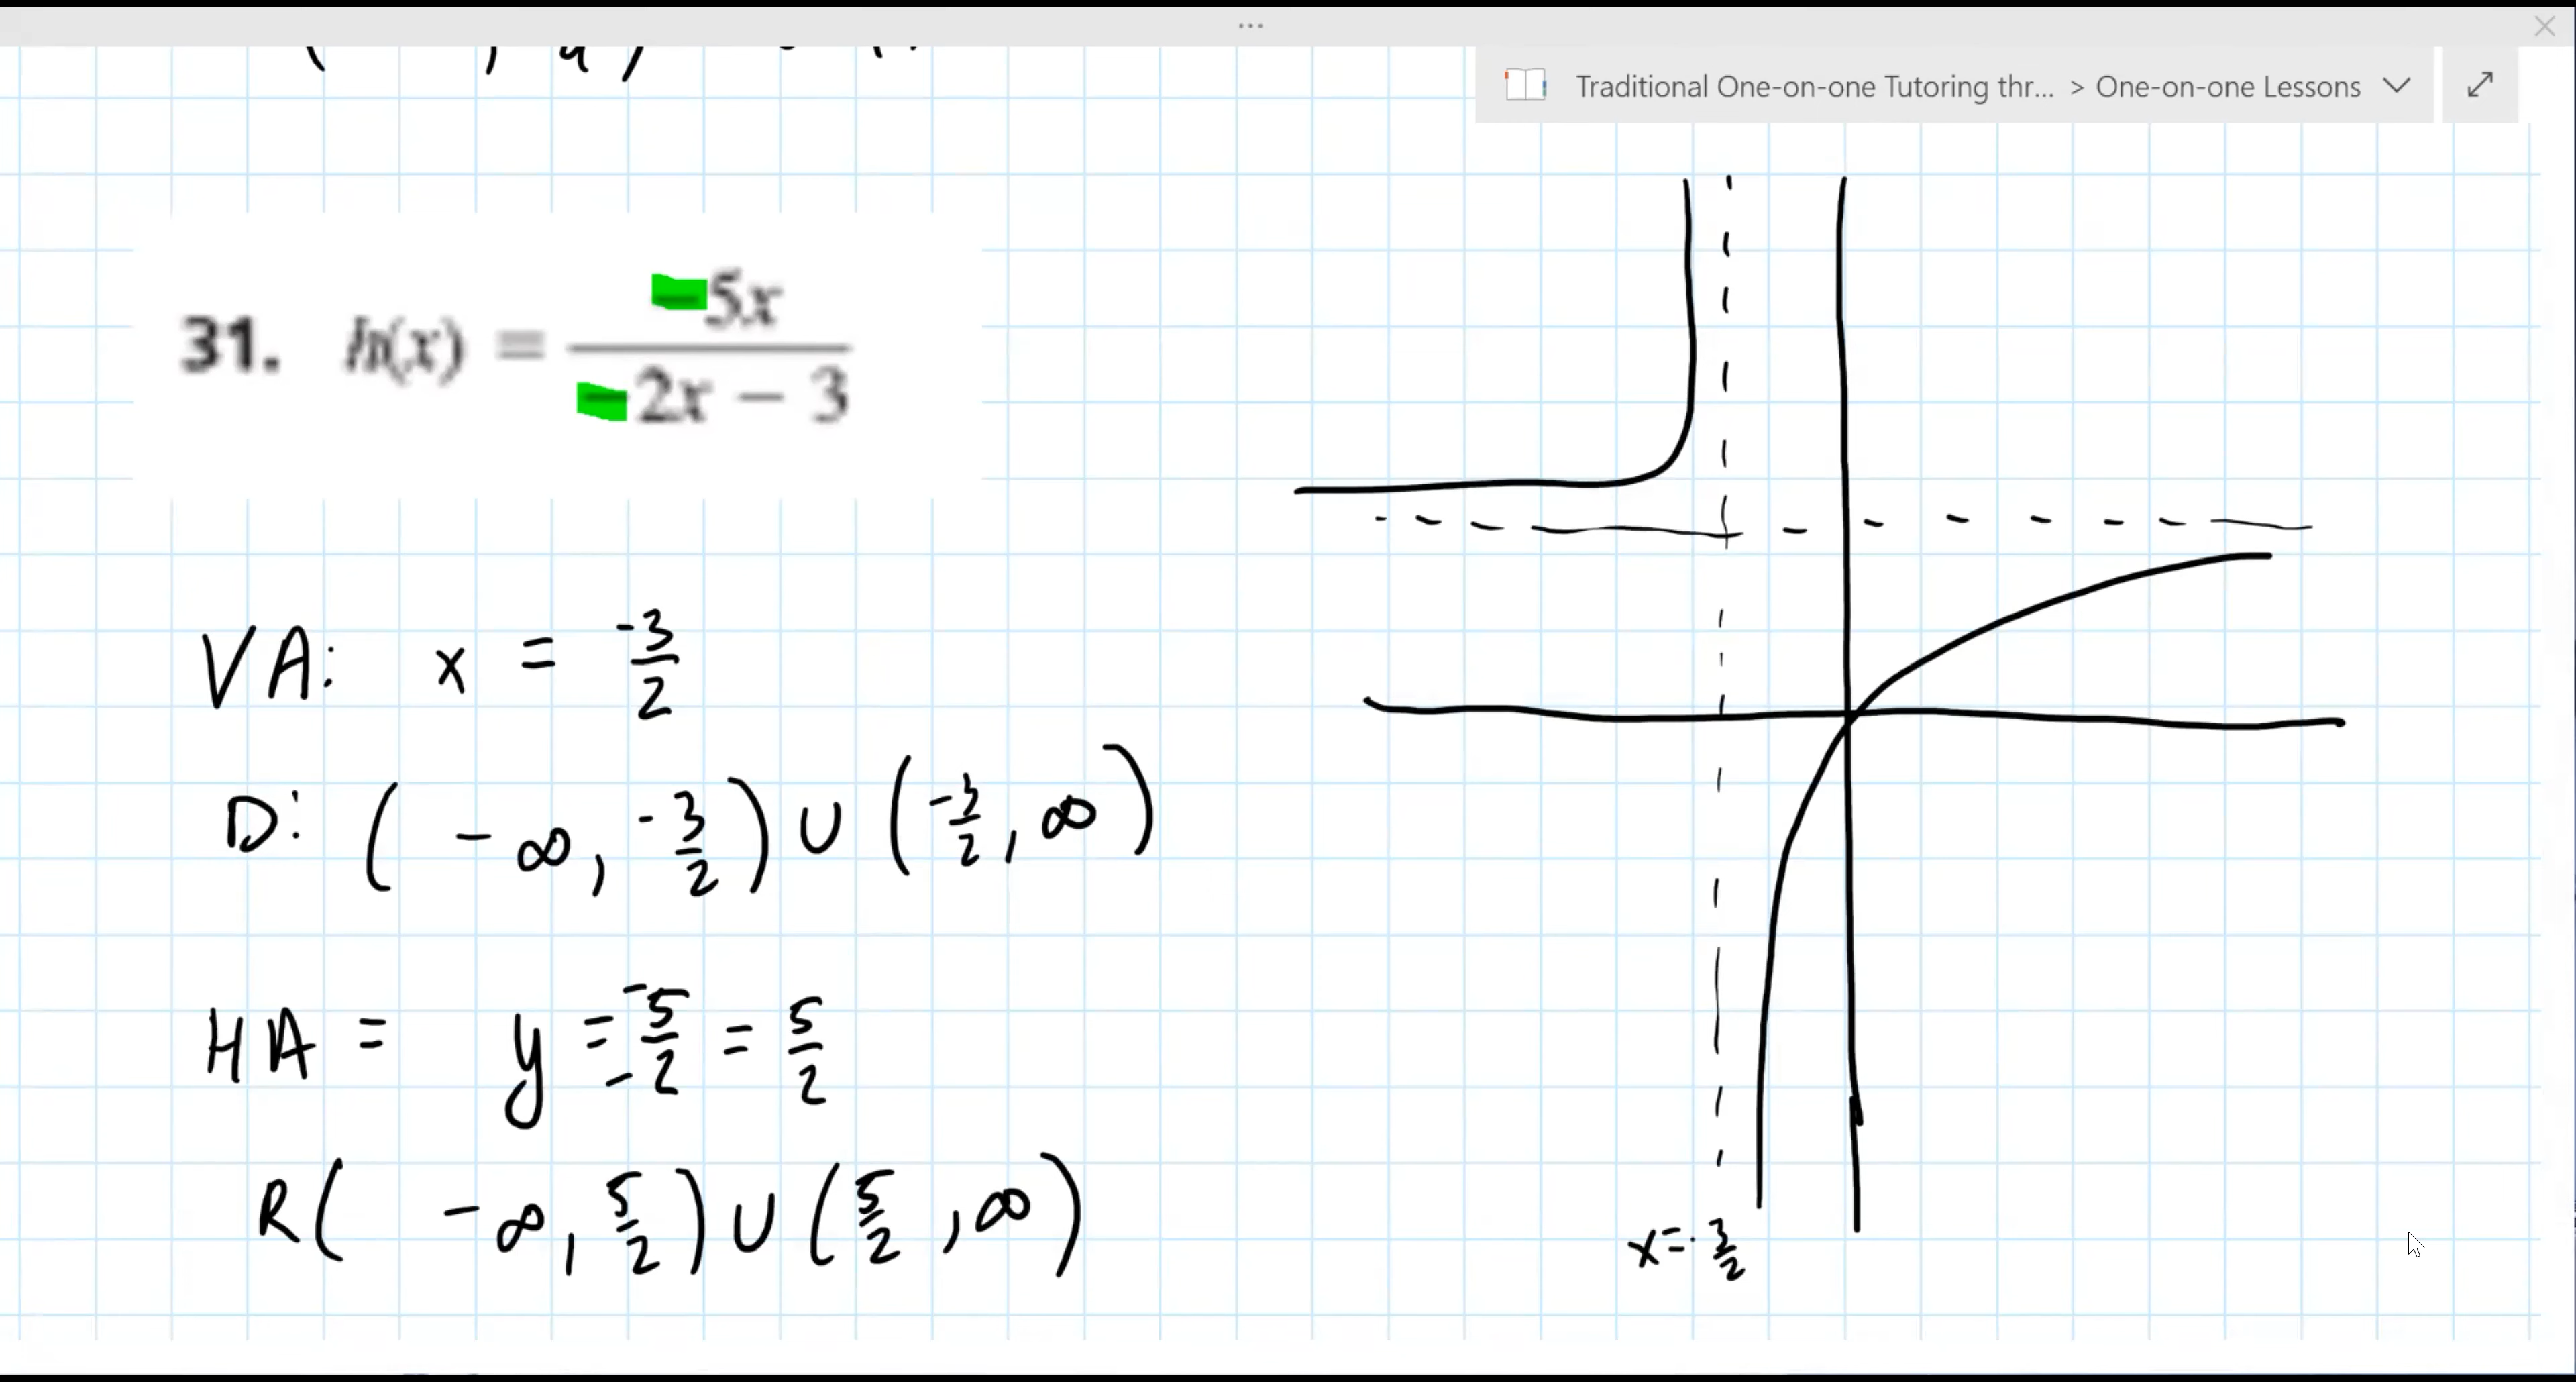 Traditional One-on-one Tutoring thr... > One-on-one Lessons
31. h(x) = -5x / -2x - 3
VA: x = -3/2
D: (-∞, -3/2) ∪ (-3/2, ∞)
HA = y = -5/-2 = 5/2
R(-∞, 5/2) ∪ (5/2, ∞)
x = -3/2